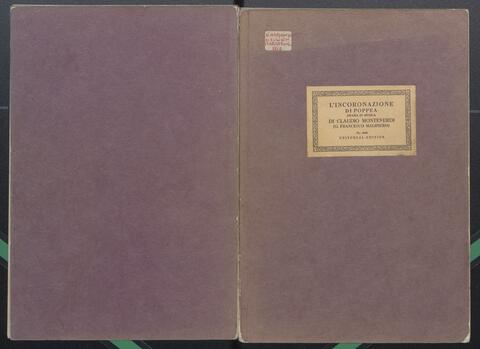 L'INCORONAZIONE
DI POPPEA
DRAMA IN MUSICA
DI CLAUDIO MONTEVERDI
(G. FRANCESCO MALIPIERO)
UNIVERSAL-EDITION